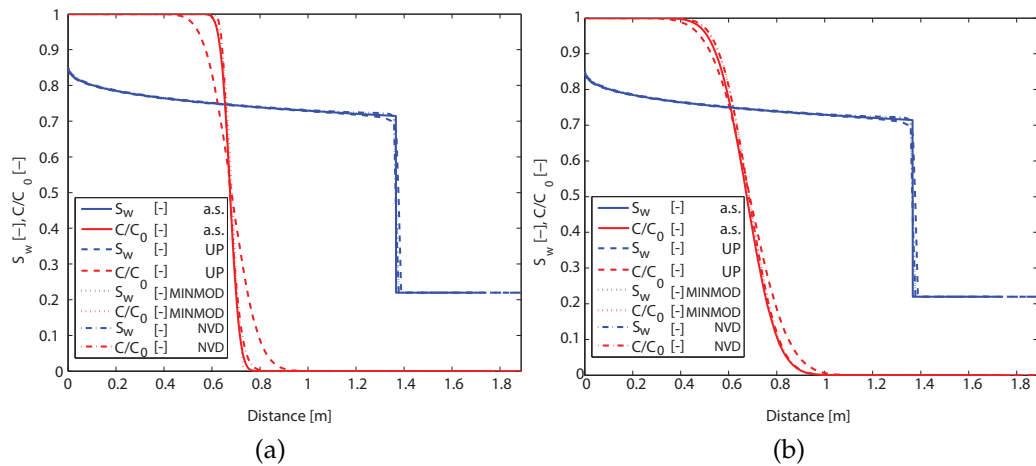 1
0.9
0.8
0.7
0.6
0.5
0.4
0.3
0.2
0.1
0
S_w [–], C/C_0 [–]
S_w [-] a.s.
C/C_0 [-] a.s.
S_w [-] UP
C/C_0 [-] UP
S_w [-] MINMOD
C/C_0 [-] MINMOD
S_w [-] NVD
C/C_0 [-] NVD
0 0.2 0.4 0.6 0.8 1 1.2 1.4 1.6 1.8
Distance [m]
(a)
1
0.9
0.8
0.7
0.6
0.5
0.4
0.3
0.2
0.1
0
S_w [–], C/C_0 [–]
S_w [-] a.s.
C/C_0 [-] a.s.
S_w [-] UP
C/C_0 [-] UP
S_w [-] MINMOD
C/C_0 [-] MINMOD
S_w [-] NVD
C/C_0 [-] NVD
0 0.2 0.4 0.6 0.8 1 1.2 1.4 1.6 1.8
Distance [m]
(b)